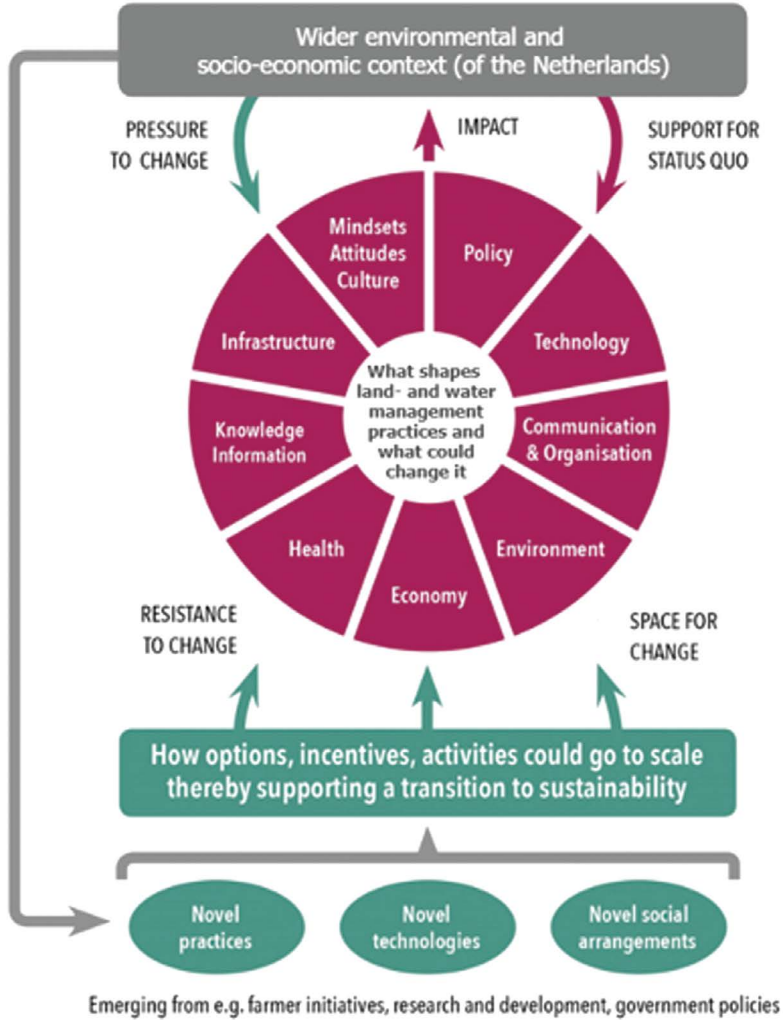 Wider environmental and
socio-economic context (of the Netherlands)
PRESSURE
TO CHANGE
IMPACT
SUPPORT FOR
STATUS QUO
Mindsets
Attitudes
Culture
Policy
Infrastructure
Technology
What shapes
land- and water
management
practices and
what could
change it
Knowledge
Information
Communication
& Organisation
Health
Environment
Economy
RESISTANCE
TO CHANGE
SPACE FOR
CHANGE
How options, incentives, activities could go to scale
thereby supporting a transition to sustainability
Novel
practices
Novel
technologies
Novel social
arrangements
Emerging from e.g. farmer initiatives, research and development, government policies